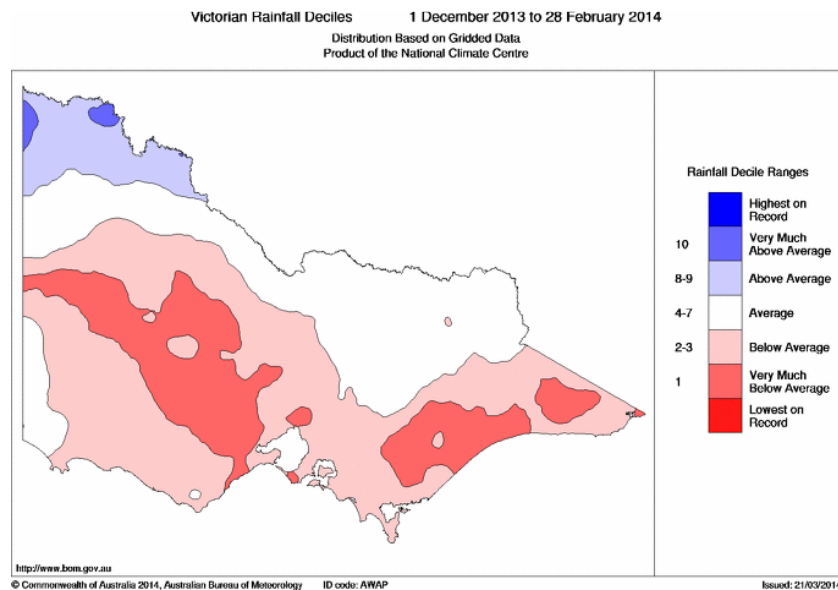 Victorian Rainfall Deciles 1 December 2013 to 28 February 2014
Distribution Based on Gridded Data
Product of the National Climate Centre
Rainfall Decile Ranges
Highest on
Record
10 Very Much
Above Average
8-9 Above Average
4-7 Average
2-3 Below Average
1 Very Much
Below Average
Lowest on
Record
http://www.bom.gov.au
© Commonwealth of Australia 2014, Australian Bureau of Meteorology ID code: AWAP Issued: 21/03/2014